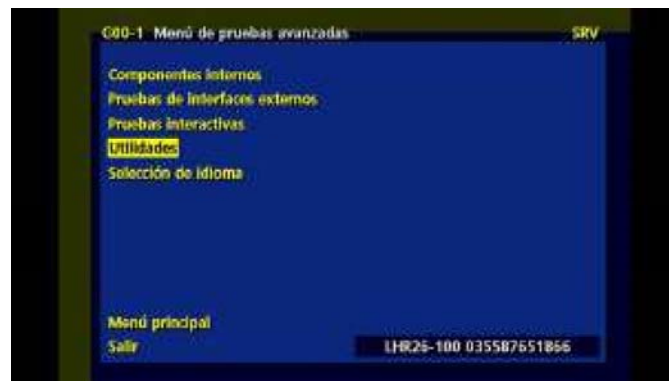 C00-1 Menú de pruebas avanzadas SRV
Componentes internos
Pruebas de interfaces externos
Pruebas interactivas
Utilidades
Selección de idioma
Menú principal
Salir LHR26-100 035587651866